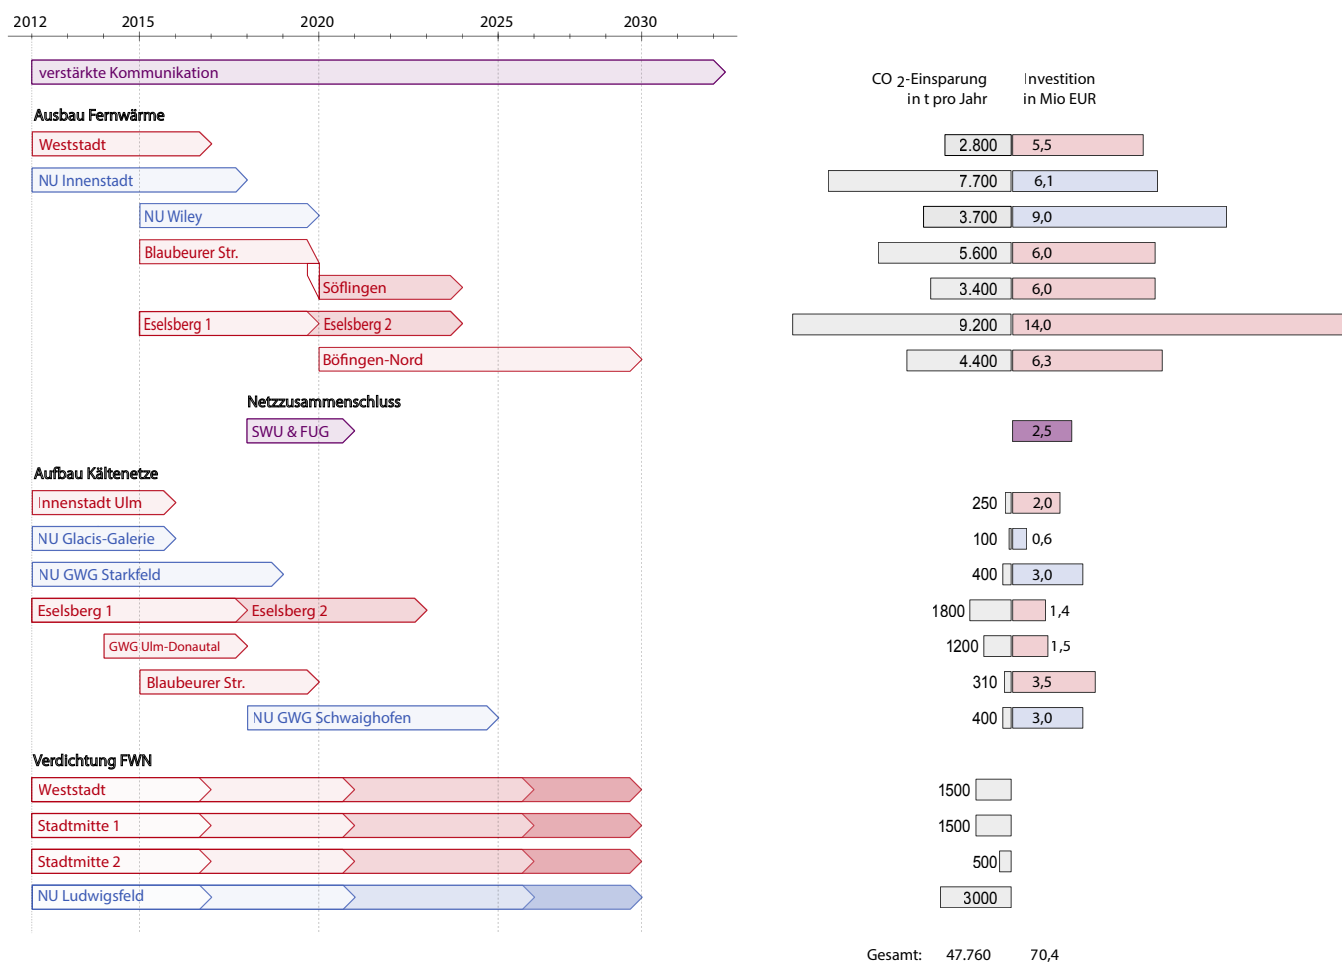 2012 2015 2020 2025 2030
verstärkte Kommunikation
CO 2-Einsparung Investition
in t pro Jahr in Mio EUR
Ausbau Fernwärme
Weststadt 2.800 5,5
NU Innenstadt 7.700 6,1
NU Wiley 3.700 9,0
Blaubeurer Str. 5.600 6,0
Söflingen 3.400 6,0
Eselsberg 1 Eselsberg 2 9.200 14,0
Böfingen-Nord 4.400 6,3
Netzzusammenschluss
SWU & FUG 2,5
Aufbau Kältenetze
Innenstadt Ulm 250 2,0
NU Glacis-Galerie 100 0,6
NU GWG Starkfeld 400 3,0
Eselsberg 1 Eselsberg 2 1800 1,4
GWG Ulm-Donautal 1200 1,5
Blaubeurer Str. 310 3,5
NU GWG Schwaighofen 400 3,0
Verdichtung FWN
Weststadt 1500
Stadtmitte 1 1500
Stadtmitte 2 500
NU Ludwigsfeld 3000
Gesamt: 47.760 70,4